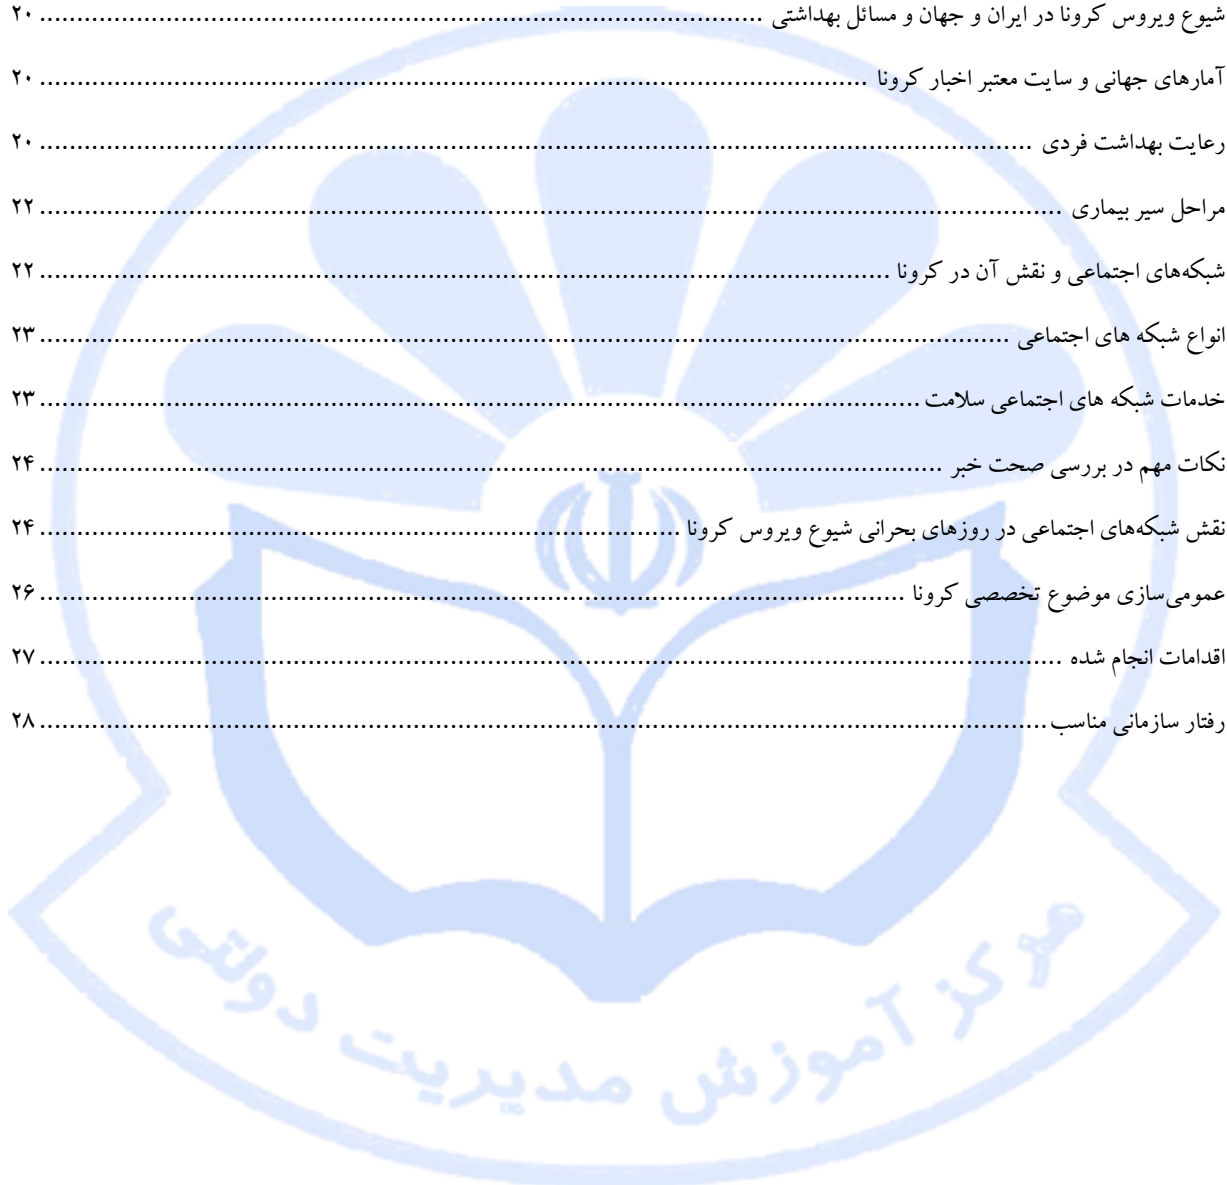 شیوع ویروس کرونا در ایران و جهان و مسائل بهداشتی ........ ۲۰
آمارهای جهانی و سایت معتبر اخبار کرونا ........ ۲۰
رعایت بهداشت فردی ........ ۲۰
مراحل سیر بیماری ........ ۲۲
شبکه‌های اجتماعی و نقش آن در کرونا ........ ۲۲
انواع شبکه های اجتماعی ........ ۲۳
خدمات شبکه های اجتماعی سلامت ........ ۲۳
نکات مهم در بررسی صحت خبر ........ ۲۴
نقش شبکه‌های اجتماعی در روزهای بحرانی شیوع ویروس کرونا ........ ۲۴
عمومی‌سازی موضوع تخصصی کرونا ........ ۲۶
اقدامات انجام شده ........ ۲۷
رفتار سازمانی مناسب ........ ۲۸
مرکز آموزش مدیریت دولتی